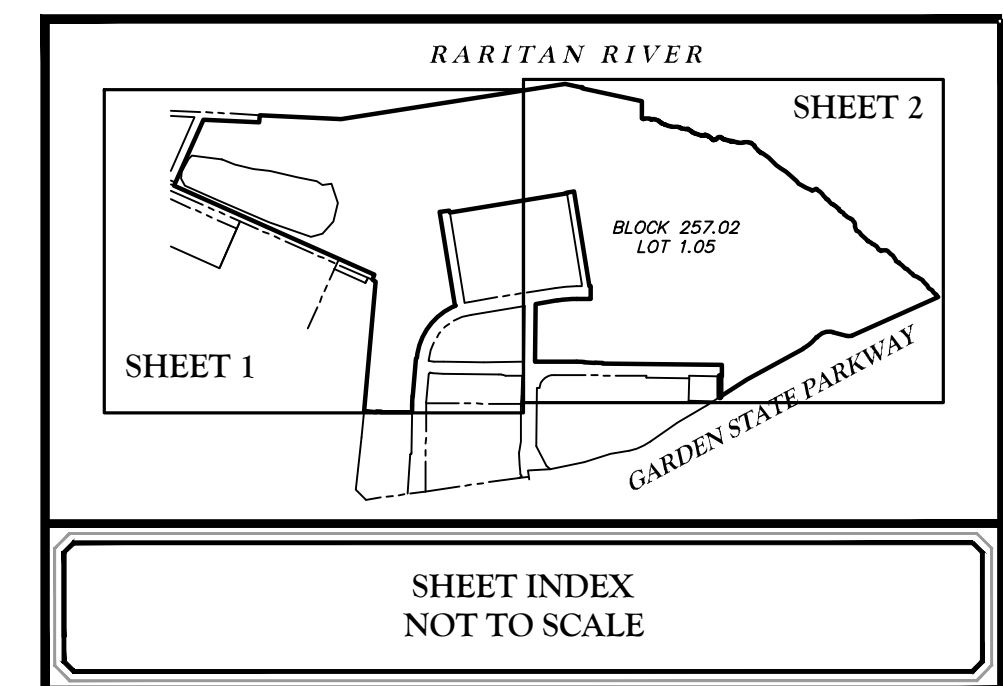 RARITAN RIVER
SHEET 2
BLOCK 257.02
LOT 1.05
SHEET 1
GARDEN STATE PARKWAY
SHEET INDEX
NOT TO SCALE